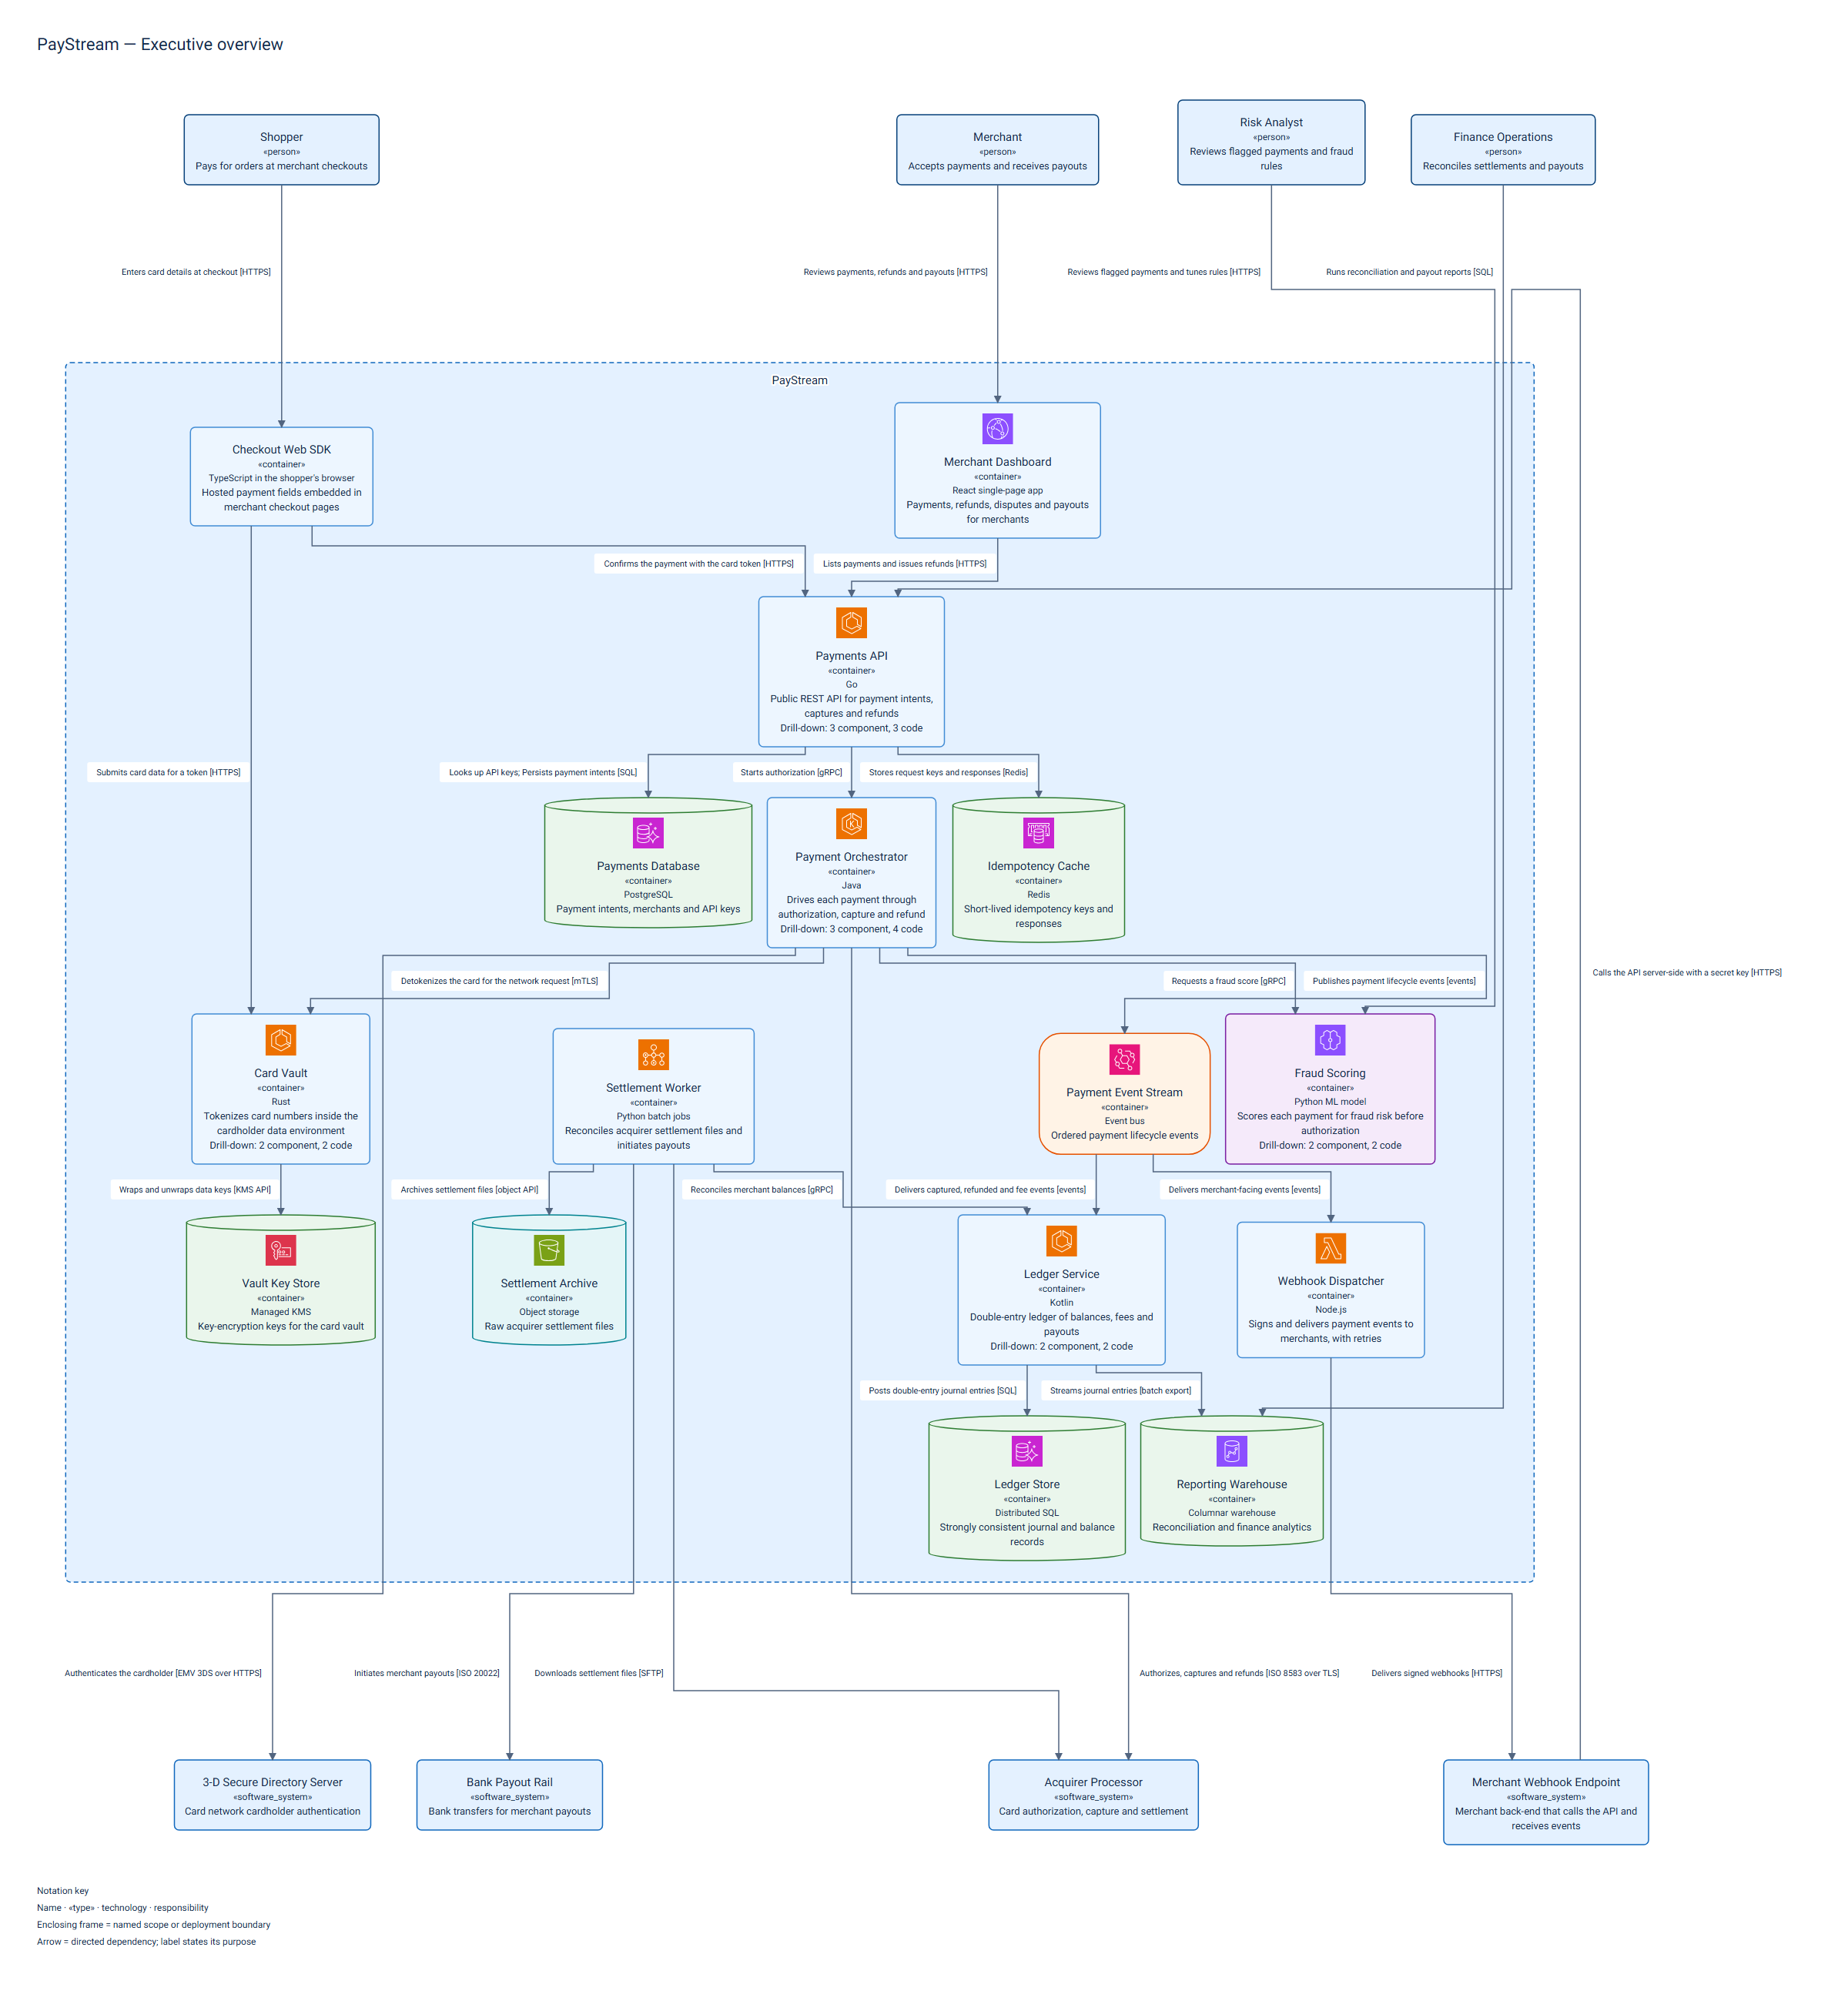 PayStream — Executive overview
Shopper
«person»
Pays for orders at merchant checkouts
Merchant
«person»
Accepts payments and receives payouts
Risk Analyst
«person»
Reviews flagged payments and fraud
rules
Finance Operations
«person»
Reconciles settlements and payouts
Enters card details at checkout [HTTPS]
Reviews payments, refunds and payouts [HTTPS]
Reviews flagged payments and tunes rules [HTTPS]
Runs reconciliation and payout reports [SQL]
PayStream
Checkout Web SDK
«container»
TypeScript in the shopper's browser
Hosted payment fields embedded in
merchant checkout pages
Merchant Dashboard
«container»
React single-page app
Payments, refunds, disputes and payouts
for merchants
Confirms the payment with the card token [HTTPS]
Lists payments and issues refunds [HTTPS]
Payments API
«container»
Go
Public REST API for payment intents,
captures and refunds
Drill-down: 3 component, 3 code
Submits card data for a token [HTTPS]
Looks up API keys; Persists payment intents [SQL]
Starts authorization [gRPC]
Stores request keys and responses [Redis]
Payments Database
«container»
PostgreSQL
Payment intents, merchants and API keys
Payment Orchestrator
«container»
Java
Drives each payment through
authorization, capture and refund
Drill-down: 3 component, 4 code
Idempotency Cache
«container»
Redis
Short-lived idempotency keys and
responses
Detokenizes the card for the network request [mTLS]
Requests a fraud score [gRPC]
Publishes payment lifecycle events [events]
Calls the API server-side with a secret key [HTTPS]
Card Vault
«container»
Rust
Tokenizes card numbers inside the
cardholder data environment
Drill-down: 2 component, 2 code
Settlement Worker
«container»
Python batch jobs
Reconciles acquirer settlement files and
initiates payouts
Payment Event Stream
«container»
Event bus
Ordered payment lifecycle events
Fraud Scoring
«container»
Python ML model
Scores each payment for fraud risk before
authorization
Drill-down: 2 component, 2 code
Wraps and unwraps data keys [KMS API]
Archives settlement files [object API]
Reconciles merchant balances [gRPC]
Delivers captured, refunded and fee events [events]
Delivers merchant-facing events [events]
Vault Key Store
«container»
Managed KMS
Key-encryption keys for the card vault
Settlement Archive
«container»
Object storage
Raw acquirer settlement files
Ledger Service
«container»
Kotlin
Double-entry ledger of balances, fees and
payouts
Drill-down: 2 component, 2 code
Webhook Dispatcher
«container»
Node.js
Signs and delivers payment events to
merchants, with retries
Posts double-entry journal entries [SQL]
Streams journal entries [batch export]
Ledger Store
«container»
Distributed SQL
Strongly consistent journal and balance
records
Reporting Warehouse
«container»
Columnar warehouse
Reconciliation and finance analytics
Authenticates the cardholder [EMV 3DS over HTTPS]
Initiates merchant payouts [ISO 20022]
Downloads settlement files [SFTP]
Authorizes, captures and refunds [ISO 8583 over TLS]
Delivers signed webhooks [HTTPS]
3-D Secure Directory Server
«software_system»
Card network cardholder authentication
Bank Payout Rail
«software_system»
Bank transfers for merchant payouts
Acquirer Processor
«software_system»
Card authorization, capture and settlement
Merchant Webhook Endpoint
«software_system»
Merchant back-end that calls the API and
receives events
Notation key
Name · «type» · technology · responsibility
Enclosing frame = named scope or deployment boundary
Arrow = directed dependency; label states its purpose